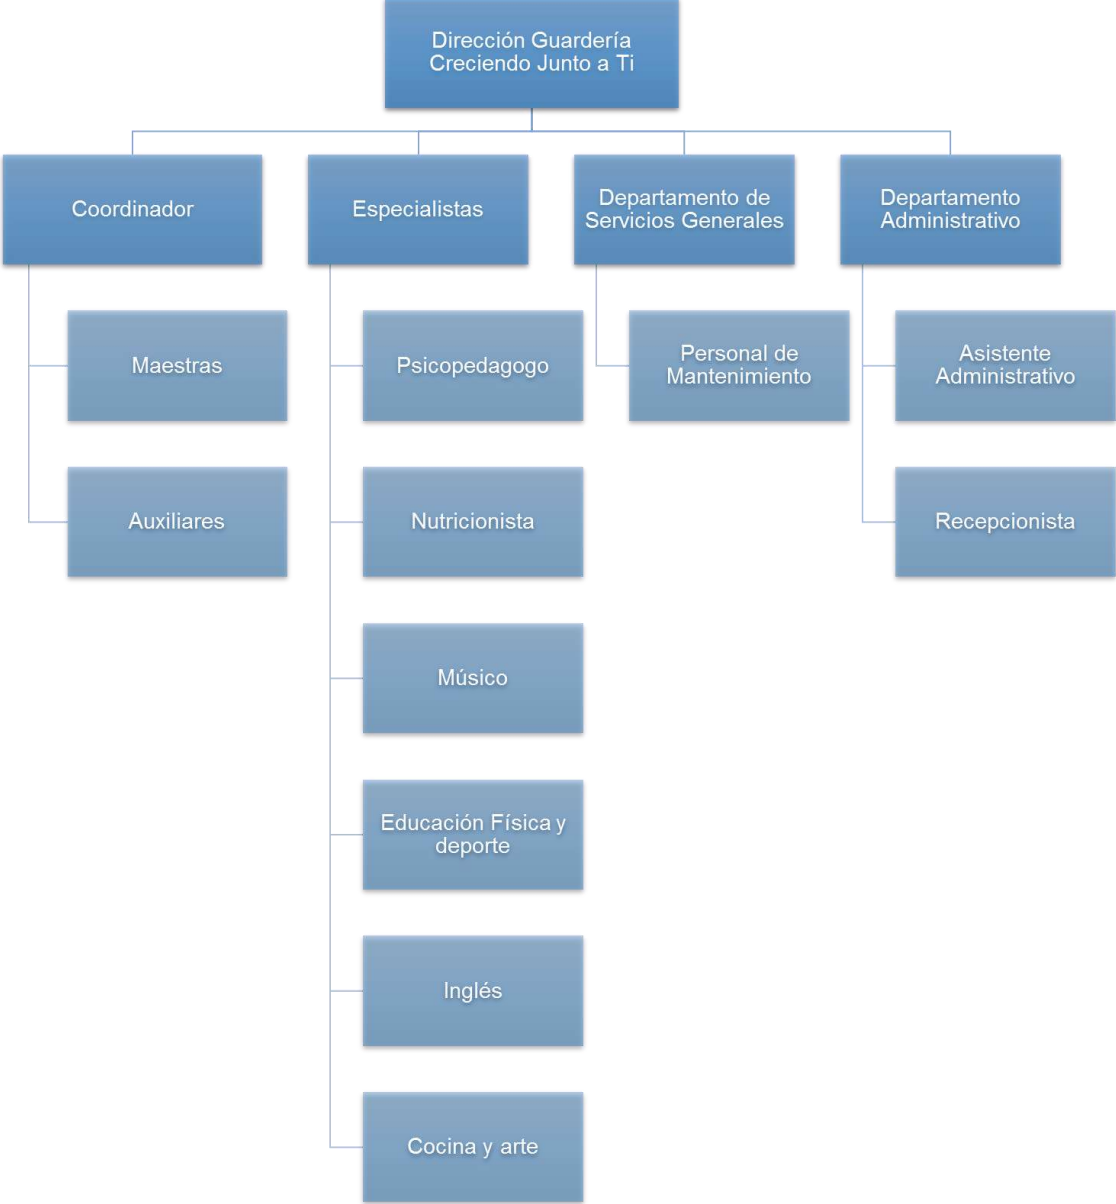 Dirección Guardería
Creciendo Junto a Ti
Coordinador
Especialistas
Departamento de
Servicios Generales
Departamento
Administrativo
Maestras
Psicopedagogo
Personal de
Mantenimiento
Asistente
Administrativo
Auxiliares
Nutricionista
Recepcionista
Músico
Educación Física y
deporte
Inglés
Cocina y arte